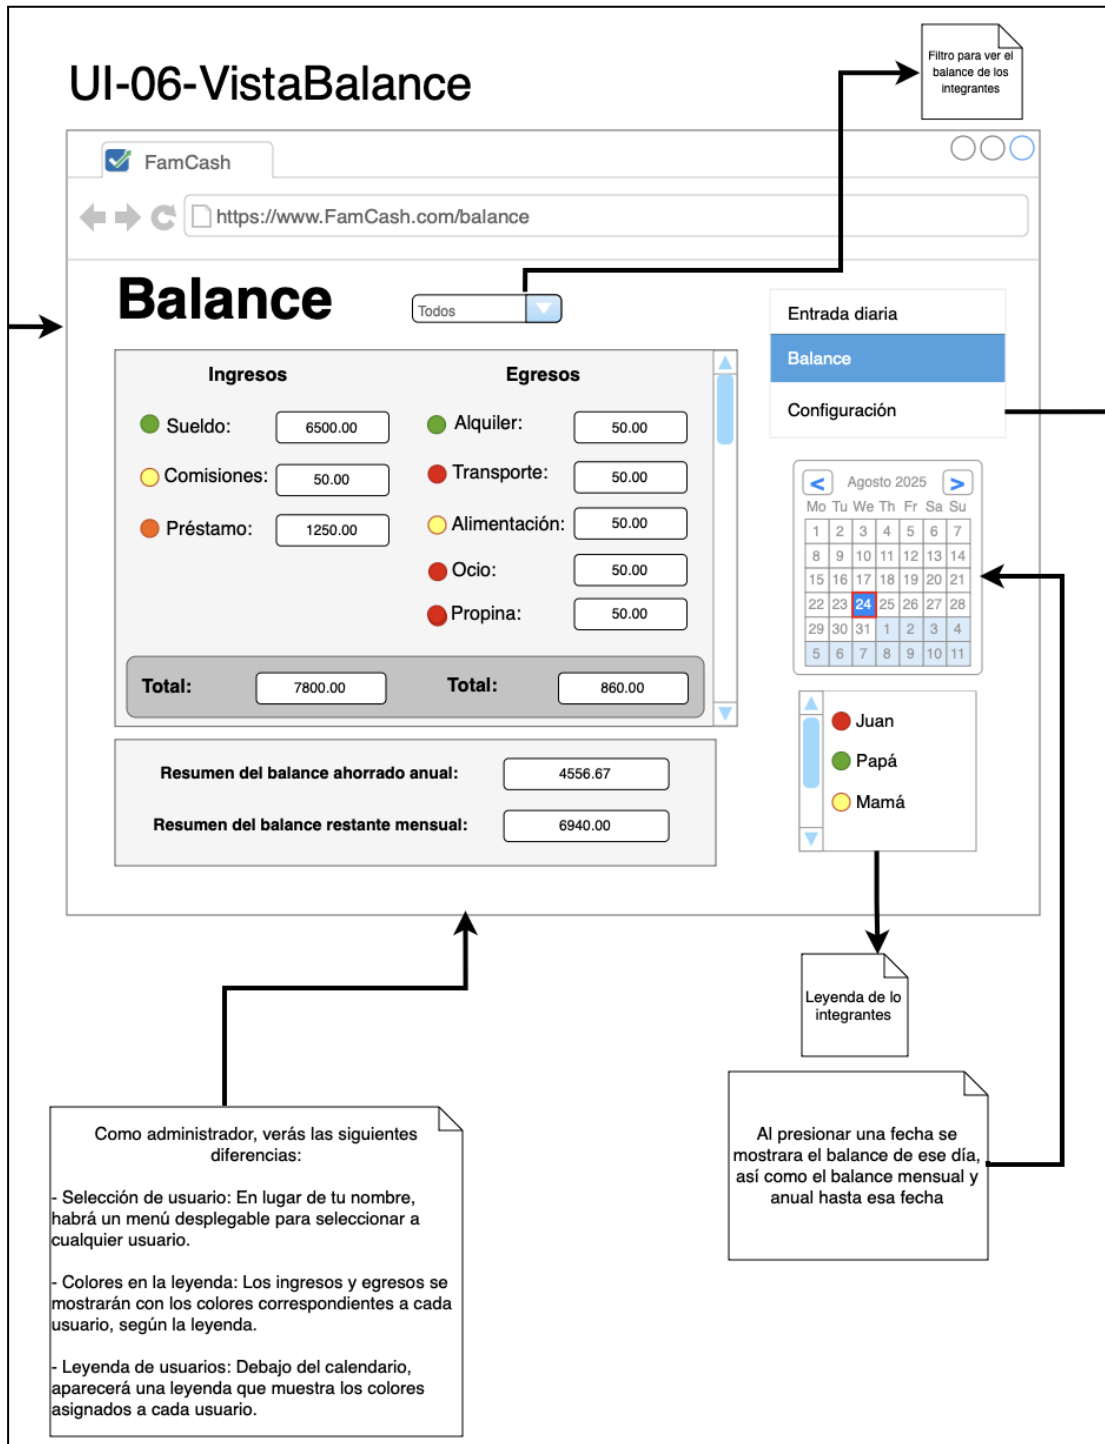 Filtro para ver el
balance de los
integrantes
UI-06-VistaBalance
FamCash
https://www.FamCash.com/balance
Balance
Todos
Entrada diaria
Balance
Configuración
Ingresos
Egresos
Sueldo:
6500.00
Alquiler:
50.00
Comisiones:
50.00
Transporte:
50.00
Préstamo:
1250.00
Alimentación:
50.00
Ocio:
50.00
Propina:
50.00
Total:
7800.00
Total:
860.00
Resumen del balance ahorrado anual:
4556.67
Resumen del balance restante mensual:
6940.00
< Agosto 2025 >
Mo Tu We Th Fr Sa Su
1 2 3 4 5 6 7
8 9 10 11 12 13 14
15 16 17 18 19 20 21
22 23 24 25 26 27 28
29 30 31 1 2 3 4
5 6 7 8 9 10 11
Juan
Papá
Mamá
Leyenda de lo
integrantes
Al presionar una fecha se
mostrara el balance de ese día,
así como el balance mensual y
anual hasta esa fecha
Como administrador, verás las siguientes
diferencias:
- Selección de usuario: En lugar de tu nombre,
habrá un menú desplegable para seleccionar a
cualquier usuario.
- Colores en la leyenda: Los ingresos y egresos se
mostrarán con los colores correspondientes a cada
usuario, según la leyenda.
- Leyenda de usuarios: Debajo del calendario,
aparecerá una leyenda que muestra los colores
asignados a cada usuario.